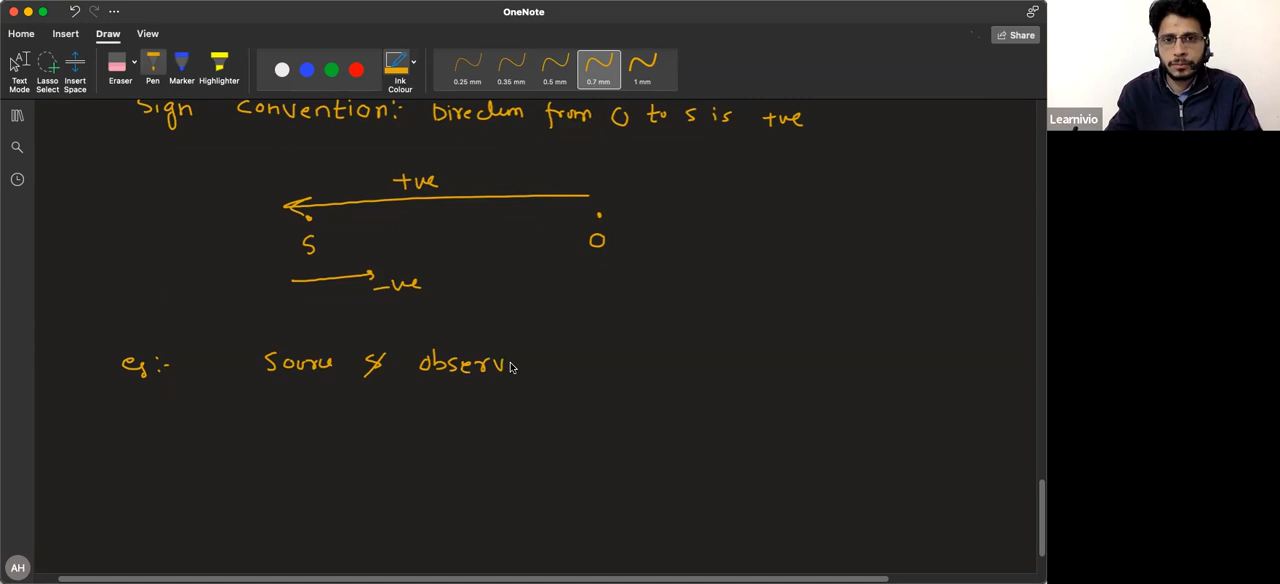 OneNote
Home Insert Draw View
Share
Text Mode Lasso Select Insert Space Eraser Pen Marker Highlighter Ink Colour 0.25 mm 0.35 mm 0.5 mm 0.7 mm 1 mm
Learnivio
Sign Convention:- Direction from O to S is +ve
+ve
S O
-ve
eg:- Source & observ
AH